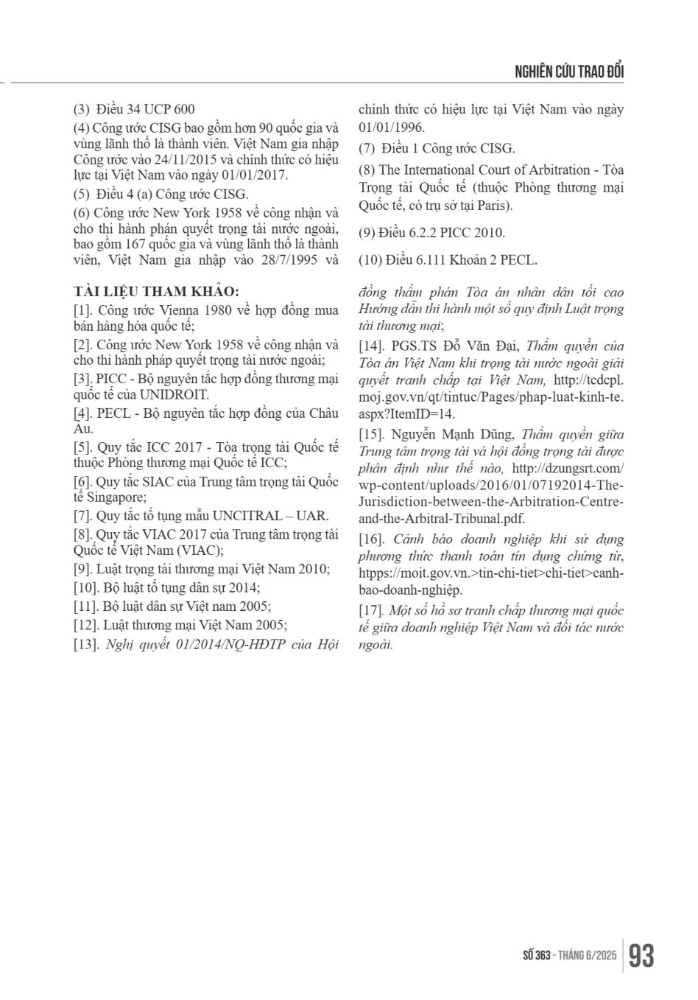 NGHIÊN CỨU TRAO ĐỔI
(3) Điều 34 UCP 600
(4) Công ước CISG bao gồm hơn 90 quốc gia và
vùng lãnh thổ là thành viên. Việt Nam gia nhập
Công ước vào 24/11/2015 và chính thức có hiệu
lực tại Việt Nam vào ngày 01/01/2017.
(5) Điều 4 (a) Công ước CISG.
(6) Công ước New York 1958 về công nhận và
cho thi hành phán quyết trọng tài nước ngoài,
bao gồm 167 quốc gia và vùng lãnh thổ là thành
viên, Việt Nam gia nhập vào 28/7/1995 và
chính thức có hiệu lực tại Việt Nam vào ngày
01/01/1996.
(7) Điều 1 Công ước CISG.
(8) The International Court of Arbitration - Tòa
Trọng tài Quốc tế (thuộc Phòng thương mại
Quốc tế, có trụ sở tại Paris).
(9) Điều 6.2.2 PICC 2010.
(10) Điều 6.111 Khoản 2 PECL.
TÀI LIỆU THAM KHẢO:
[1]. Công ước Vienna 1980 về hợp đồng mua
bán hàng hóa quốc tế;
[2]. Công ước New York 1958 về công nhận và
cho thi hành pháp quyết trọng tài nước ngoài;
[3]. PICC - Bộ nguyên tắc hợp đồng thương mại
quốc tế của UNIDROIT.
[4]. PECL - Bộ nguyên tắc hợp đồng của Châu
Âu.
[5]. Quy tắc ICC 2017 - Tòa trọng tài Quốc tế
thuộc Phòng thương mại Quốc tế ICC;
[6]. Quy tắc SIAC của Trung tâm trọng tài Quốc
tế Singapore;
[7]. Quy tắc tố tụng mẫu UNCITRAL – UAR.
[8]. Quy tắc VIAC 2017 của Trung tâm trọng tài
Quốc tế Việt Nam (VIAC);
[9]. Luật trọng tài thương mại Việt Nam 2010;
[10]. Bộ luật tố tụng dân sự 2014;
[11]. Bộ luật dân sự Việt nam 2005;
[12]. Luật thương mại Việt Nam 2005;
[13]. Nghị quyết 01/2014/NQ-HĐTP của Hội
đồng thẩm phán Tòa án nhân dân tối cao
Hướng dẫn thi hành một số quy định Luật trọng
tài thương mại;
[14]. PGS.TS Đỗ Văn Đại, Thẩm quyền của
Tòa án Việt Nam khi trọng tài nước ngoài giải
quyết tranh chấp tại Việt Nam, http://tcdcpl.
moj.gov.vn/qt/tintuc/Pages/phap-luat-kinh-te.
aspx?ItemID=14.
[15]. Nguyễn Mạnh Dũng, Thẩm quyền giữa
Trung tâm trọng tài và hội đồng trọng tài được
phân định như thế nào, http://dzungsrt.com/
wp-content/uploads/2016/01/07192014-The-
Jurisdiction-between-the-Arbitration-Centre-
and-the-Arbitral-Tribunal.pdf.
[16]. Cảnh báo doanh nghiệp khi sử dụng
phương thức thanh toán tín dụng chứng từ,
htpps://moit.gov.vn.>tin-chi-tiet>chi-tiet>canh-
bao-doanh-nghiệp.
[17]. Một số hồ sơ tranh chấp thương mại quốc
tế giữa doanh nghiệp Việt Nam và đối tác nước
ngoài.
SỐ 363 - THÁNG 6/2025
93